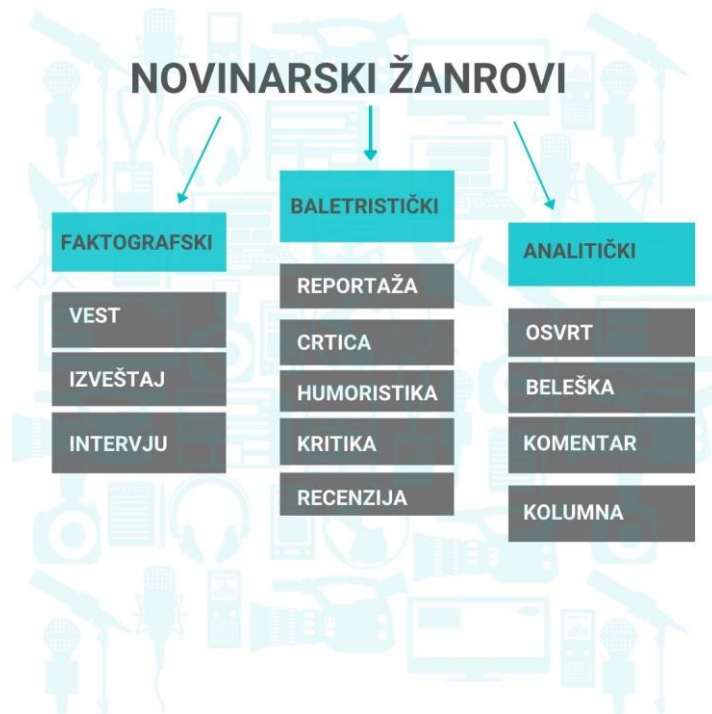 NOVINARSKI ŽANROVI
FAKTOGRAFSKI
VEST
IZVEŠTAJ
INTERVJU
BALETRISTIČKI
REPORTAŽA
CRTICA
HUMORISTIKA
KRITIKA
RECENZIJA
ANALITIČKI
OSVRT
BELEŠKA
KOMENTAR
KOLUMNA